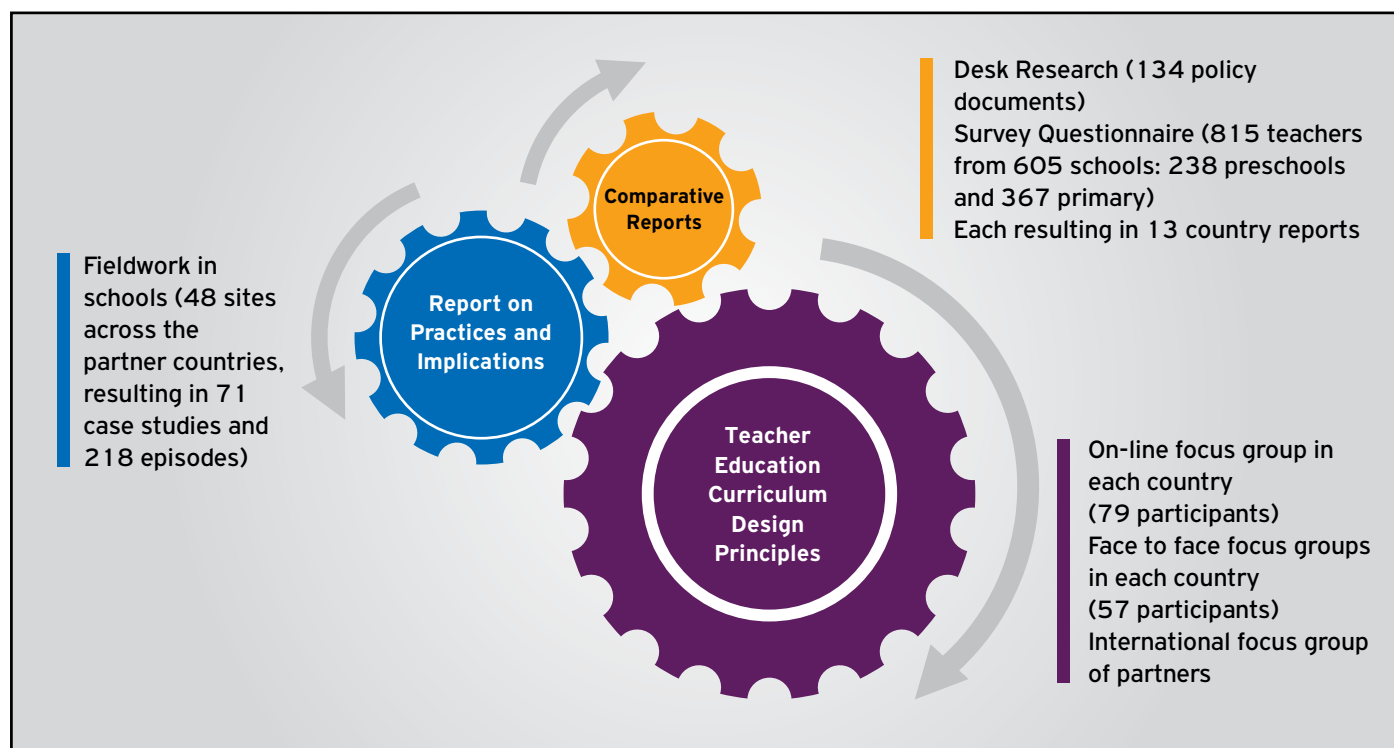 Desk Research (134 policy
documents)
Survey Questionnaire (815 teachers
from 605 schools: 238 preschools
and 367 primary)
Each resulting in 13 country reports
Comparative
Reports
Fieldwork in
schools (48 sites
across the
partner countries,
resulting in 71
case studies and
218 episodes)
Report on
Practices and
Implications
Teacher
Education
Curriculum
Design
Principles
On-line focus group in
each country
(79 participants)
Face to face focus groups
in each country
(57 participants)
International focus group
of partners